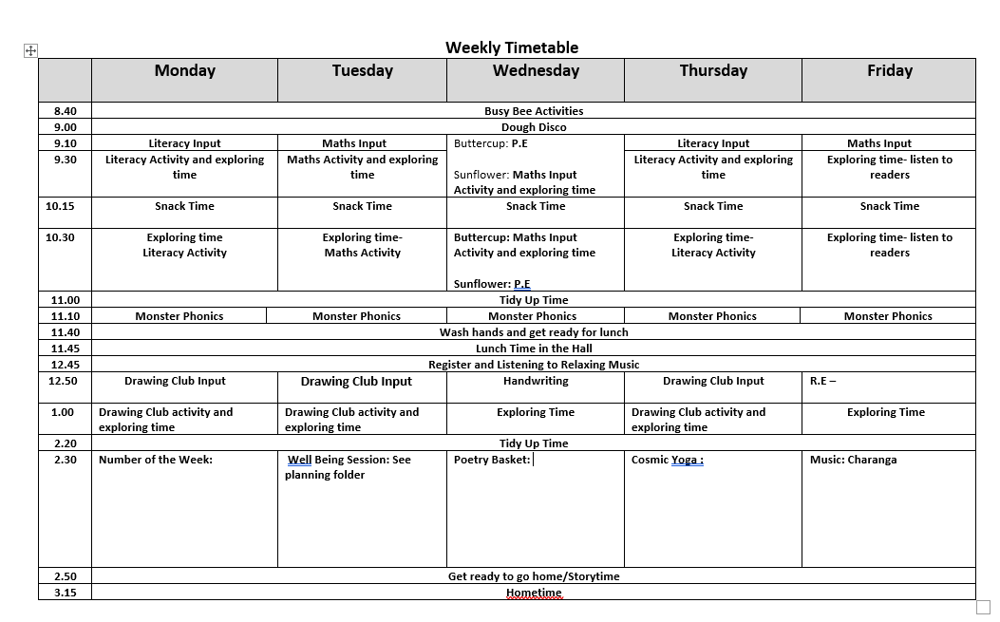 Weekly Timetable
Monday Tuesday Wednesday Thursday Friday
8.40 Busy Bee Activities
9.00 Dough Disco
9.10 Literacy Input Maths Input Buttercup: P.E Literacy Input Maths Input
9.30 Literacy Activity and exploring Maths Activity and exploring Literacy Activity and exploring Exploring time- listen to
time time Sunflower: Maths Input time readers
Activity and exploring time
10.15 Snack Time Snack Time Snack Time Snack Time Snack Time
10.30 Exploring time Exploring time- Buttercup: Maths Input Exploring time- Exploring time- listen to
Literacy Activity Maths Activity Activity and exploring time Literacy Activity readers
Sunflower: P.E
11.00 Tidy Up Time
11.10 Monster Phonics Monster Phonics Monster Phonics Monster Phonics Monster Phonics
11.40 Wash hands and get ready for lunch
11.45 Lunch Time in the Hall
12.45 Register and Listening to Relaxing Music
12.50 Drawing Club Input Drawing Club Input Handwriting Drawing Club Input R.E –
1.00 Drawing Club activity and Drawing Club activity and Exploring Time Drawing Club activity and Exploring Time
exploring time exploring time exploring time
2.20 Tidy Up Time
2.30 Number of the Week: Well Being Session: See Poetry Basket: Cosmic Yoga : Music: Charanga
planning folder
2.50 Get ready to go home/Storytime
3.15 Hometime